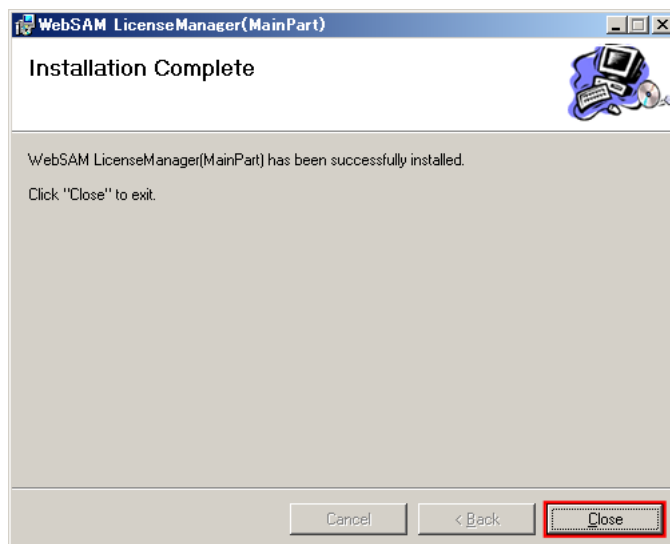 WebSAM LicenseManager(MainPart)
Installation Complete
WebSAM LicenseManager(MainPart) has been successfully installed.
Click "Close" to exit.
Cancel
< Back
Close